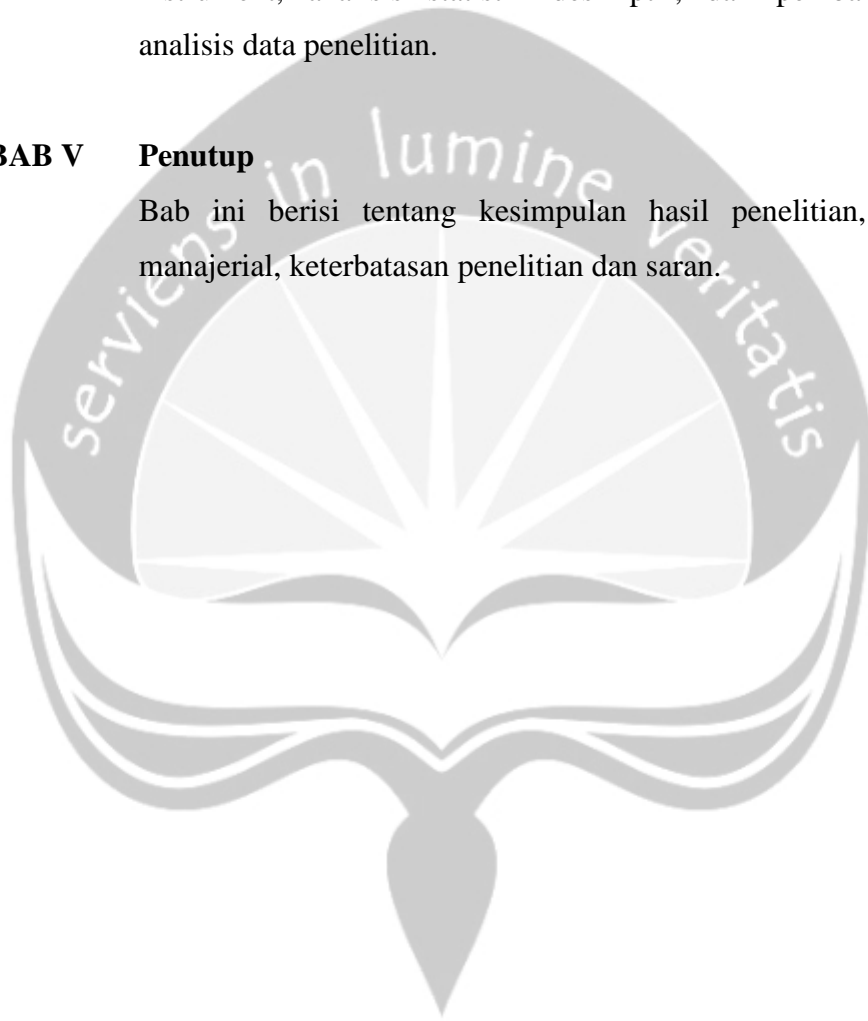 analisis data penelitian.
BAB V Penutup
Bab ini berisi tentang kesimpulan hasil penelitian,
manajerial, keterbatasan penelitian dan saran.
serviens in lumine veritatis